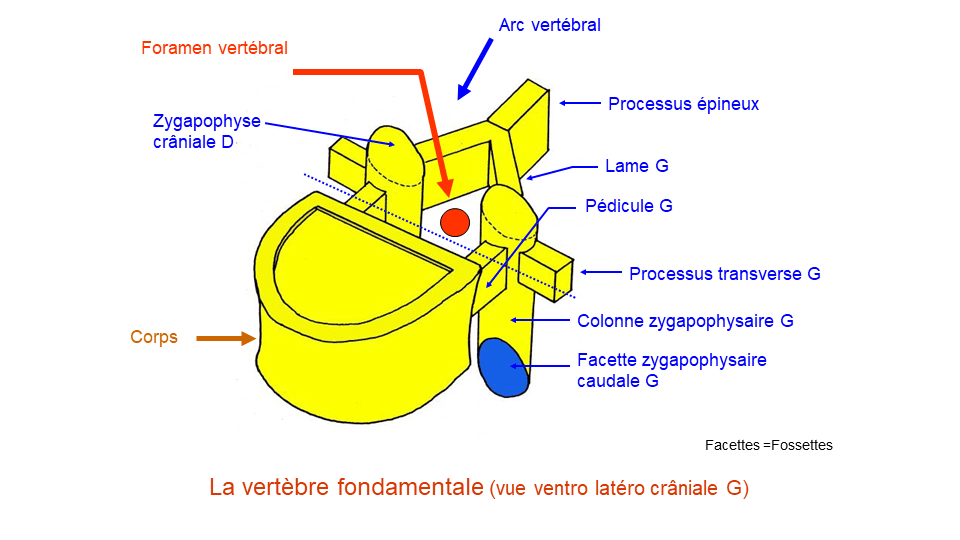 Arc vertébral
Foramen vertébral
Processus épineux
Zygapophyse
crâniale D
Lame G
Pédicule G
Processus transverse G
Colonne zygapophysaire G
Corps
Facette zygapophysaire
caudale G
Facettes =Fossettes
La vertèbre fondamentale (vue ventro latéro crâniale G)